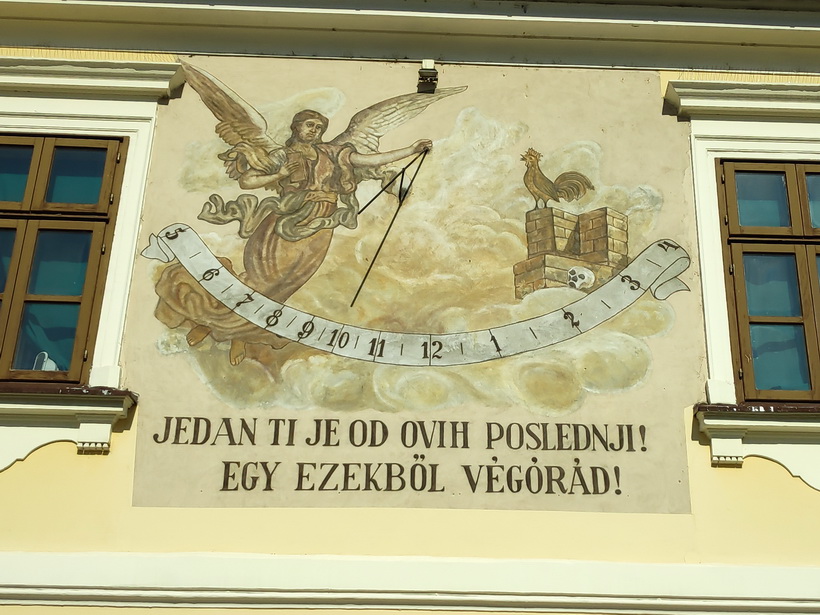 5 6 7 8 9 10 11 12 1 2 3 4
JEDAN TI JE OD OVIH POSLEDNJI!
EGY EZEKBŐL VÉGÓRÁD!